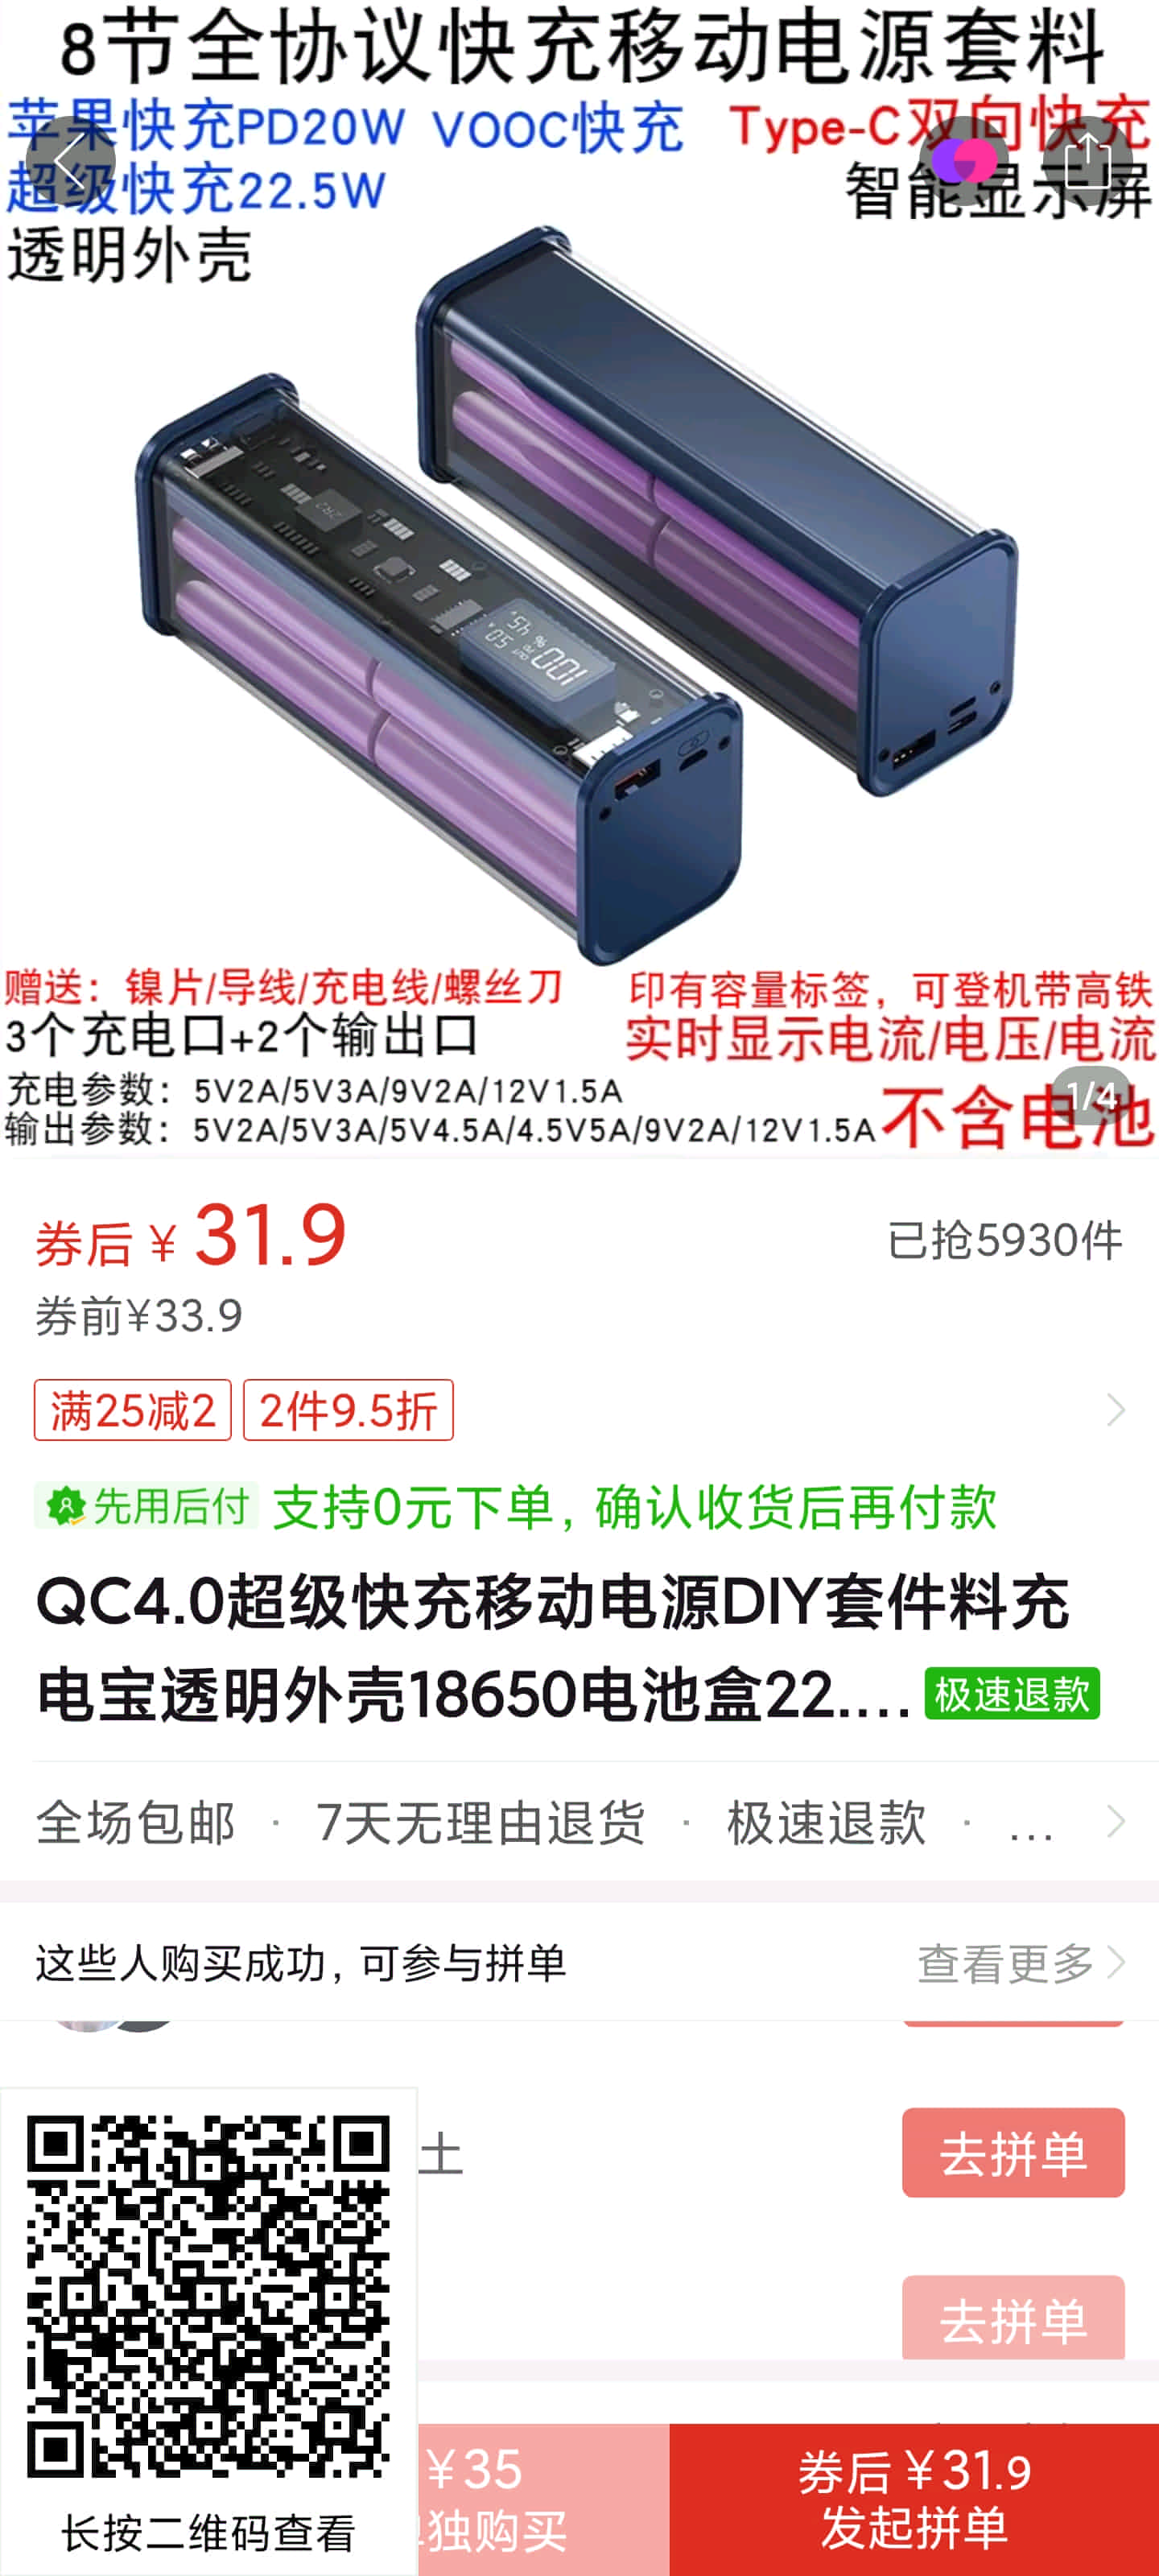 8节全协议快充移动电源套料
苹果快充PD20W VOOC快充 Type-C双向快充
超级快充22.5W 智能显示屏
透明外壳
赠送：镍片/导线/充电线/螺丝刀 印有容量标签，可登机带高铁
3个充电口+2个输出口 实时显示电流/电压/电流
充电参数：5V2A/5V3A/9V2A/12V1.5A
输出参数：5V2A/5V3A/5V4.5A/4.5V5A/9V2A/12V1.5A 不含电池
1/4
券后¥31.9 已抢5930件
券前¥33.9
满25减2 2件9.5折
先用后付 支持0元下单，确认收货后再付款
QC4.0超级快充移动电源DIY套件料充
电宝透明外壳18650电池盒22.… 极速退款
全场包邮 · 7天无理由退货 · 极速退款 · …
这些人购买成功，可参与拼单 查看更多
土 去拼单
去拼单
¥35 券后¥31.9
独购买 发起拼单
长按二维码查看